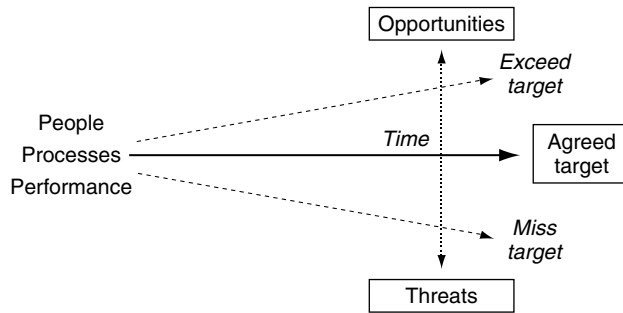 Opportunities
Exceed
target
People
Processes
Performance
Time
Agreed
target
Miss
target
Threats